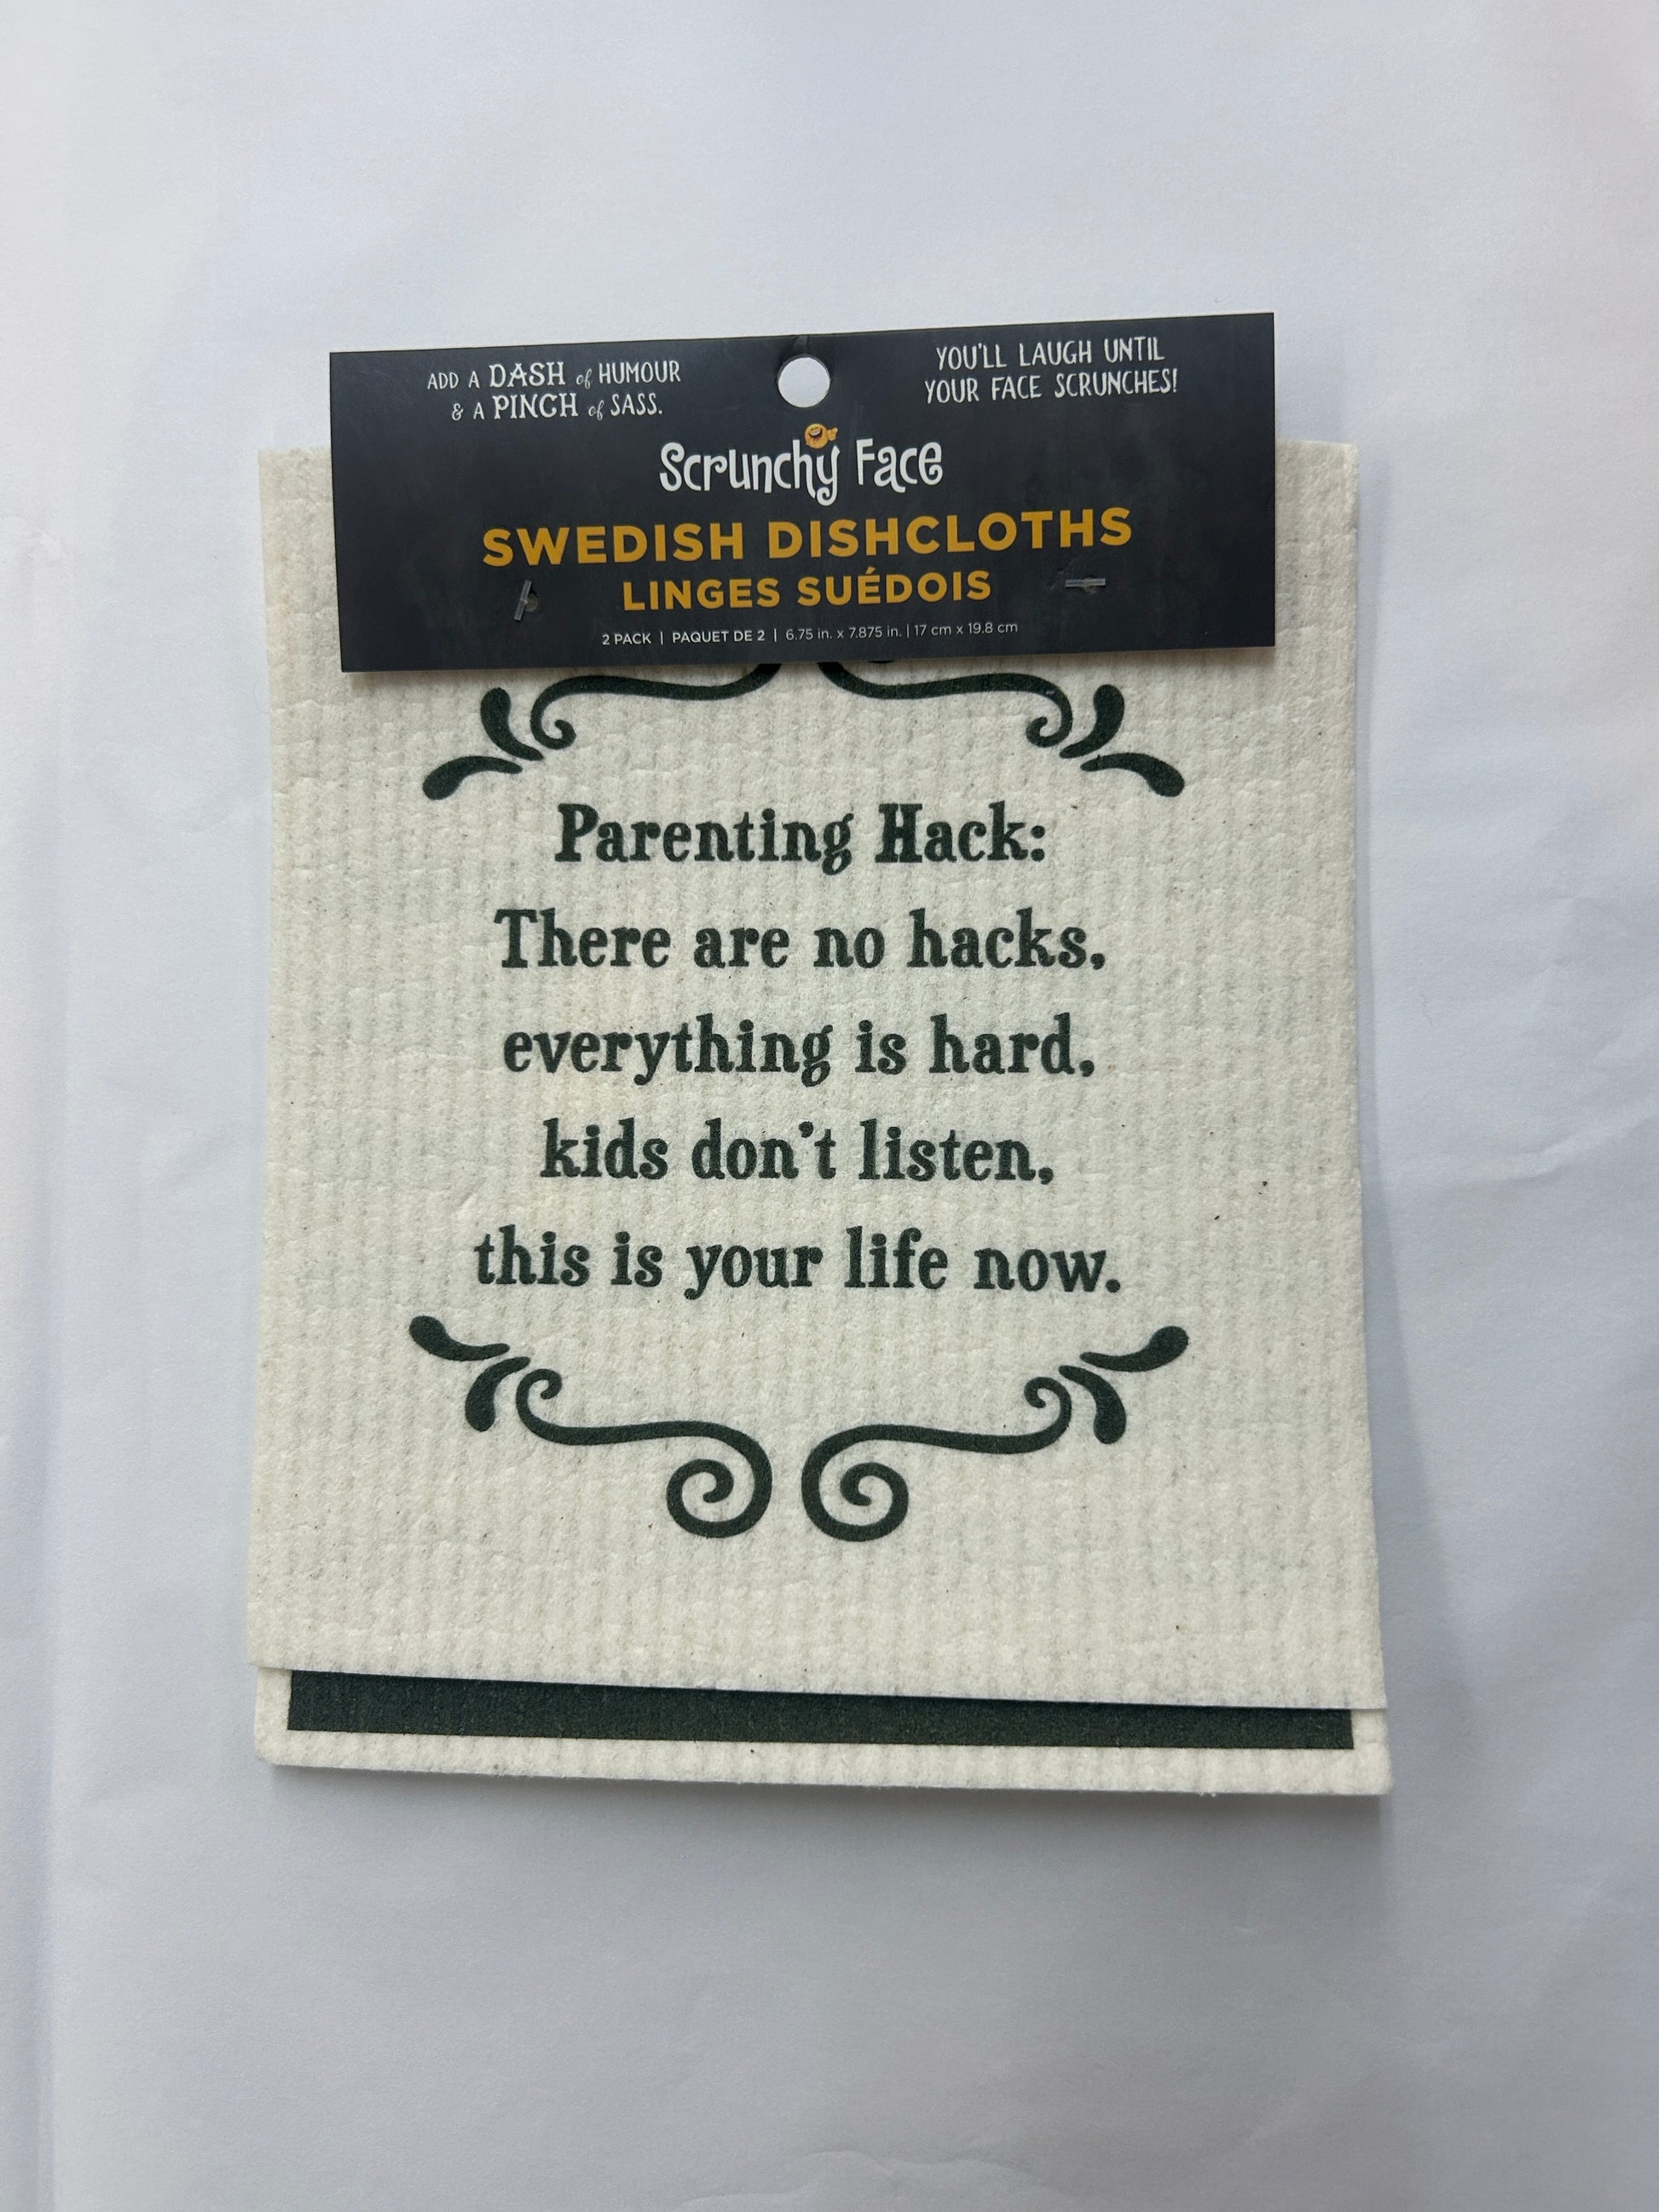 ADD A DASH of HUMOUR
& A PINCH of SASS.
YOU'LL LAUGH UNTIL
YOUR FACE SCRUNCHES!
Scrunchy Face
SWEDISH DISHCLOTHS
LINGES SUÉDOIS
2 PACK | PAQUET DE 2 | 6.75 in. x 7.875 in. | 17 cm x 19.8 cm
Parenting Hack:
There are no hacks,
everything is hard,
kids don't listen,
this is your life now.